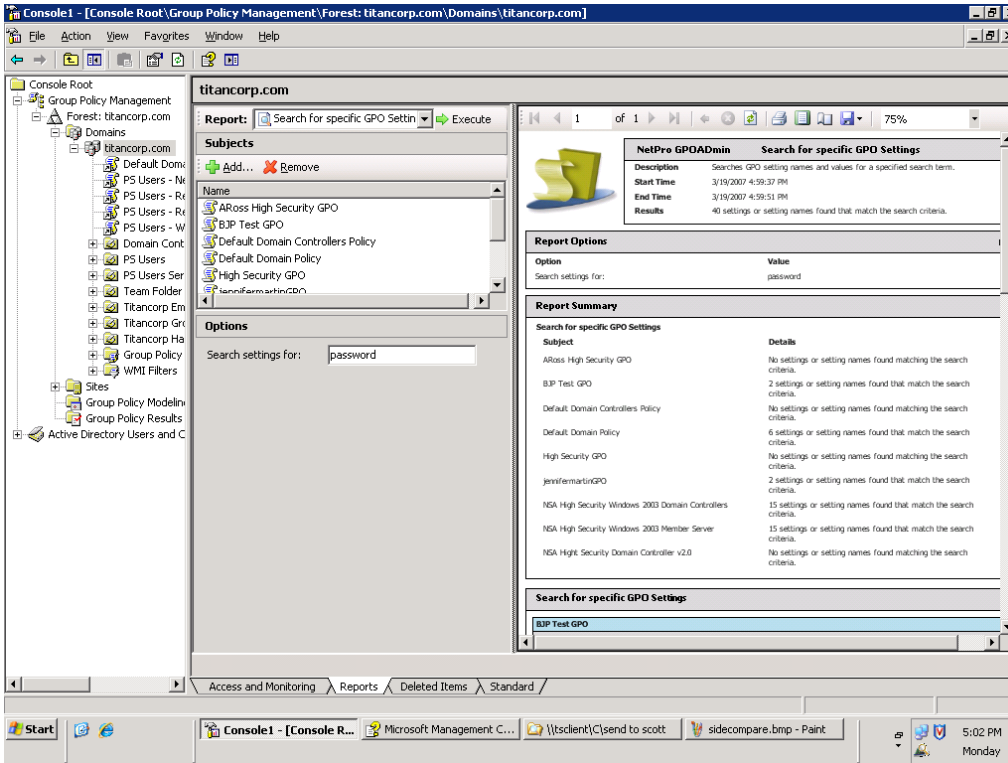 Console1 - [Console Root\Group Policy Management\Forest: titancorp.com\Domains\titancorp.com]
File Action View Favorites Window Help
Console Root
Group Policy Management
Forest: titancorp.com
Domains
titancorp.com
Default Doma
PS Users - Ne
PS Users - Re
PS Users - Re
PS Users - W
Domain Cont
PS Users
PS Users Ser
Team Folder
Titancorp Em
Titancorp Gro
Titancorp Ha
Group Policy
WMI Filters
Sites
Group Policy Modelin
Group Policy Results
Active Directory Users and C
titancorp.com
Report: Search for specific GPO Settin Execute
Subjects
Add... Remove
Name
ARoss High Security GPO
BJP Test GPO
Default Domain Controllers Policy
Default Domain Policy
High Security GPO
jennifermartinGPO
Options
Search settings for: password
1 of 1 75%
NetPro GPOADmin Search for specific GPO Settings
Description Searches GPO setting names and values for a specified search term.
Start Time 3/19/2007 4:59:37 PM
End Time 3/19/2007 4:59:51 PM
Results 40 settings or setting names found that match the search criteria.
Report Options
Option Value
Search settings for: password
Report Summary
Search for specific GPO Settings
Subject Details
ARoss High Security GPO No settings or setting names found matching the search criteria.
BJP Test GPO 2 settings or setting names found that match the search criteria.
Default Domain Controllers Policy No settings or setting names found matching the search criteria.
Default Domain Policy 6 settings or setting names found that match the search criteria.
High Security GPO No settings or setting names found matching the search criteria.
jennifermartinGPO 2 settings or setting names found that match the search criteria.
NSA High Security Windows 2003 Domain Controllers 15 settings or setting names found that match the search criteria.
NSA High Security Windows 2003 Member Server 15 settings or setting names found that match the search criteria.
NSA Hight Security Domain Controller v2.0 No settings or setting names found matching the search criteria.
Search for specific GPO Settings
BJP Test GPO
Access and Monitoring Reports Deleted Items Standard
Start Console1 - [Console R... Microsoft Management C... \\tsclient\C\send to scott sidecompare.bmp - Paint 5:02 PM
Monday